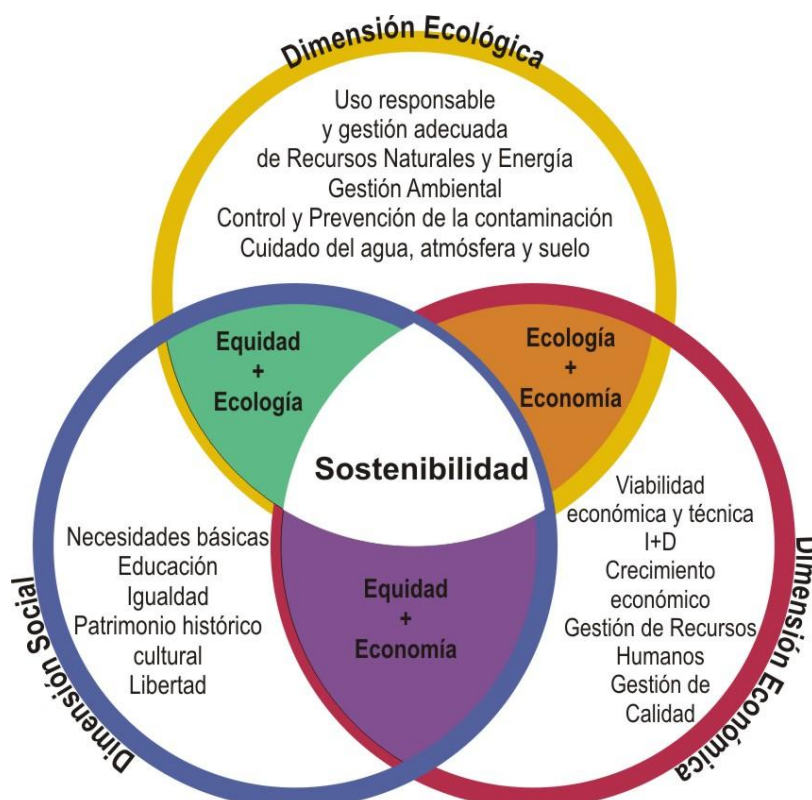 Dimensión Ecológica
Uso responsable
y gestión adecuada
de Recursos Naturales y Energía
Gestión Ambiental
Control y Prevención de la contaminación
Cuidado del agua, atmósfera y suelo
Equidad
+
Ecología
Ecología
+
Economía
Sostenibilidad
Necesidades básicas
Educación
Igualdad
Patrimonio histórico
cultural
Libertad
Dimensión Social
Equidad
+
Economía
Viabilidad
económica y técnica
I+D
Crecimiento
económico
Gestión de Recursos
Humanos
Gestión de
Calidad
Dimensión Económica